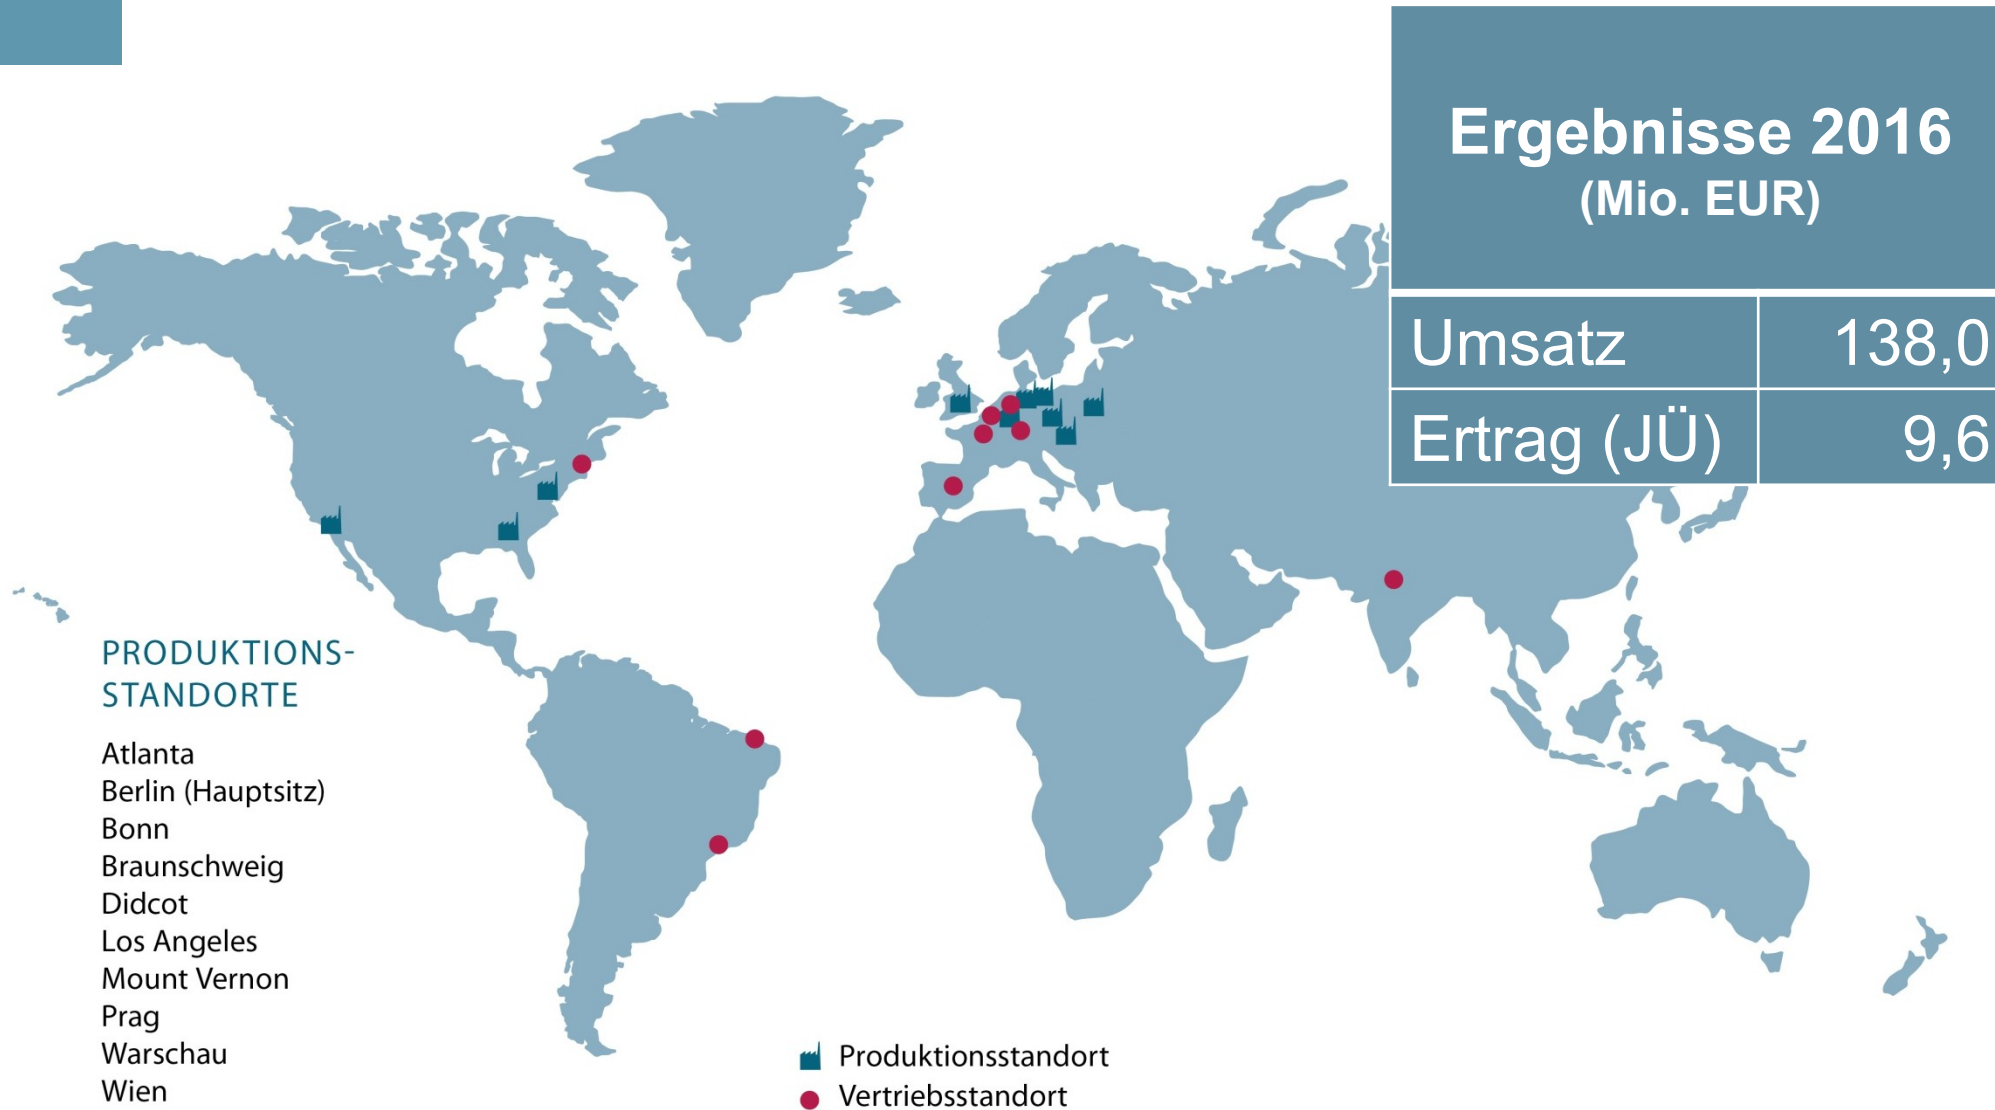 Ergebnisse 2016
(Mio. EUR)
Umsatz 138,0
Ertrag (JÜ) 9,6
PRODUKTIONS-
STANDORTE
Atlanta
Berlin (Hauptsitz)
Bonn
Braunschweig
Didcot
Los Angeles
Mount Vernon
Prag
Warschau
Wien
Produktionsstandort
Vertriebsstandort